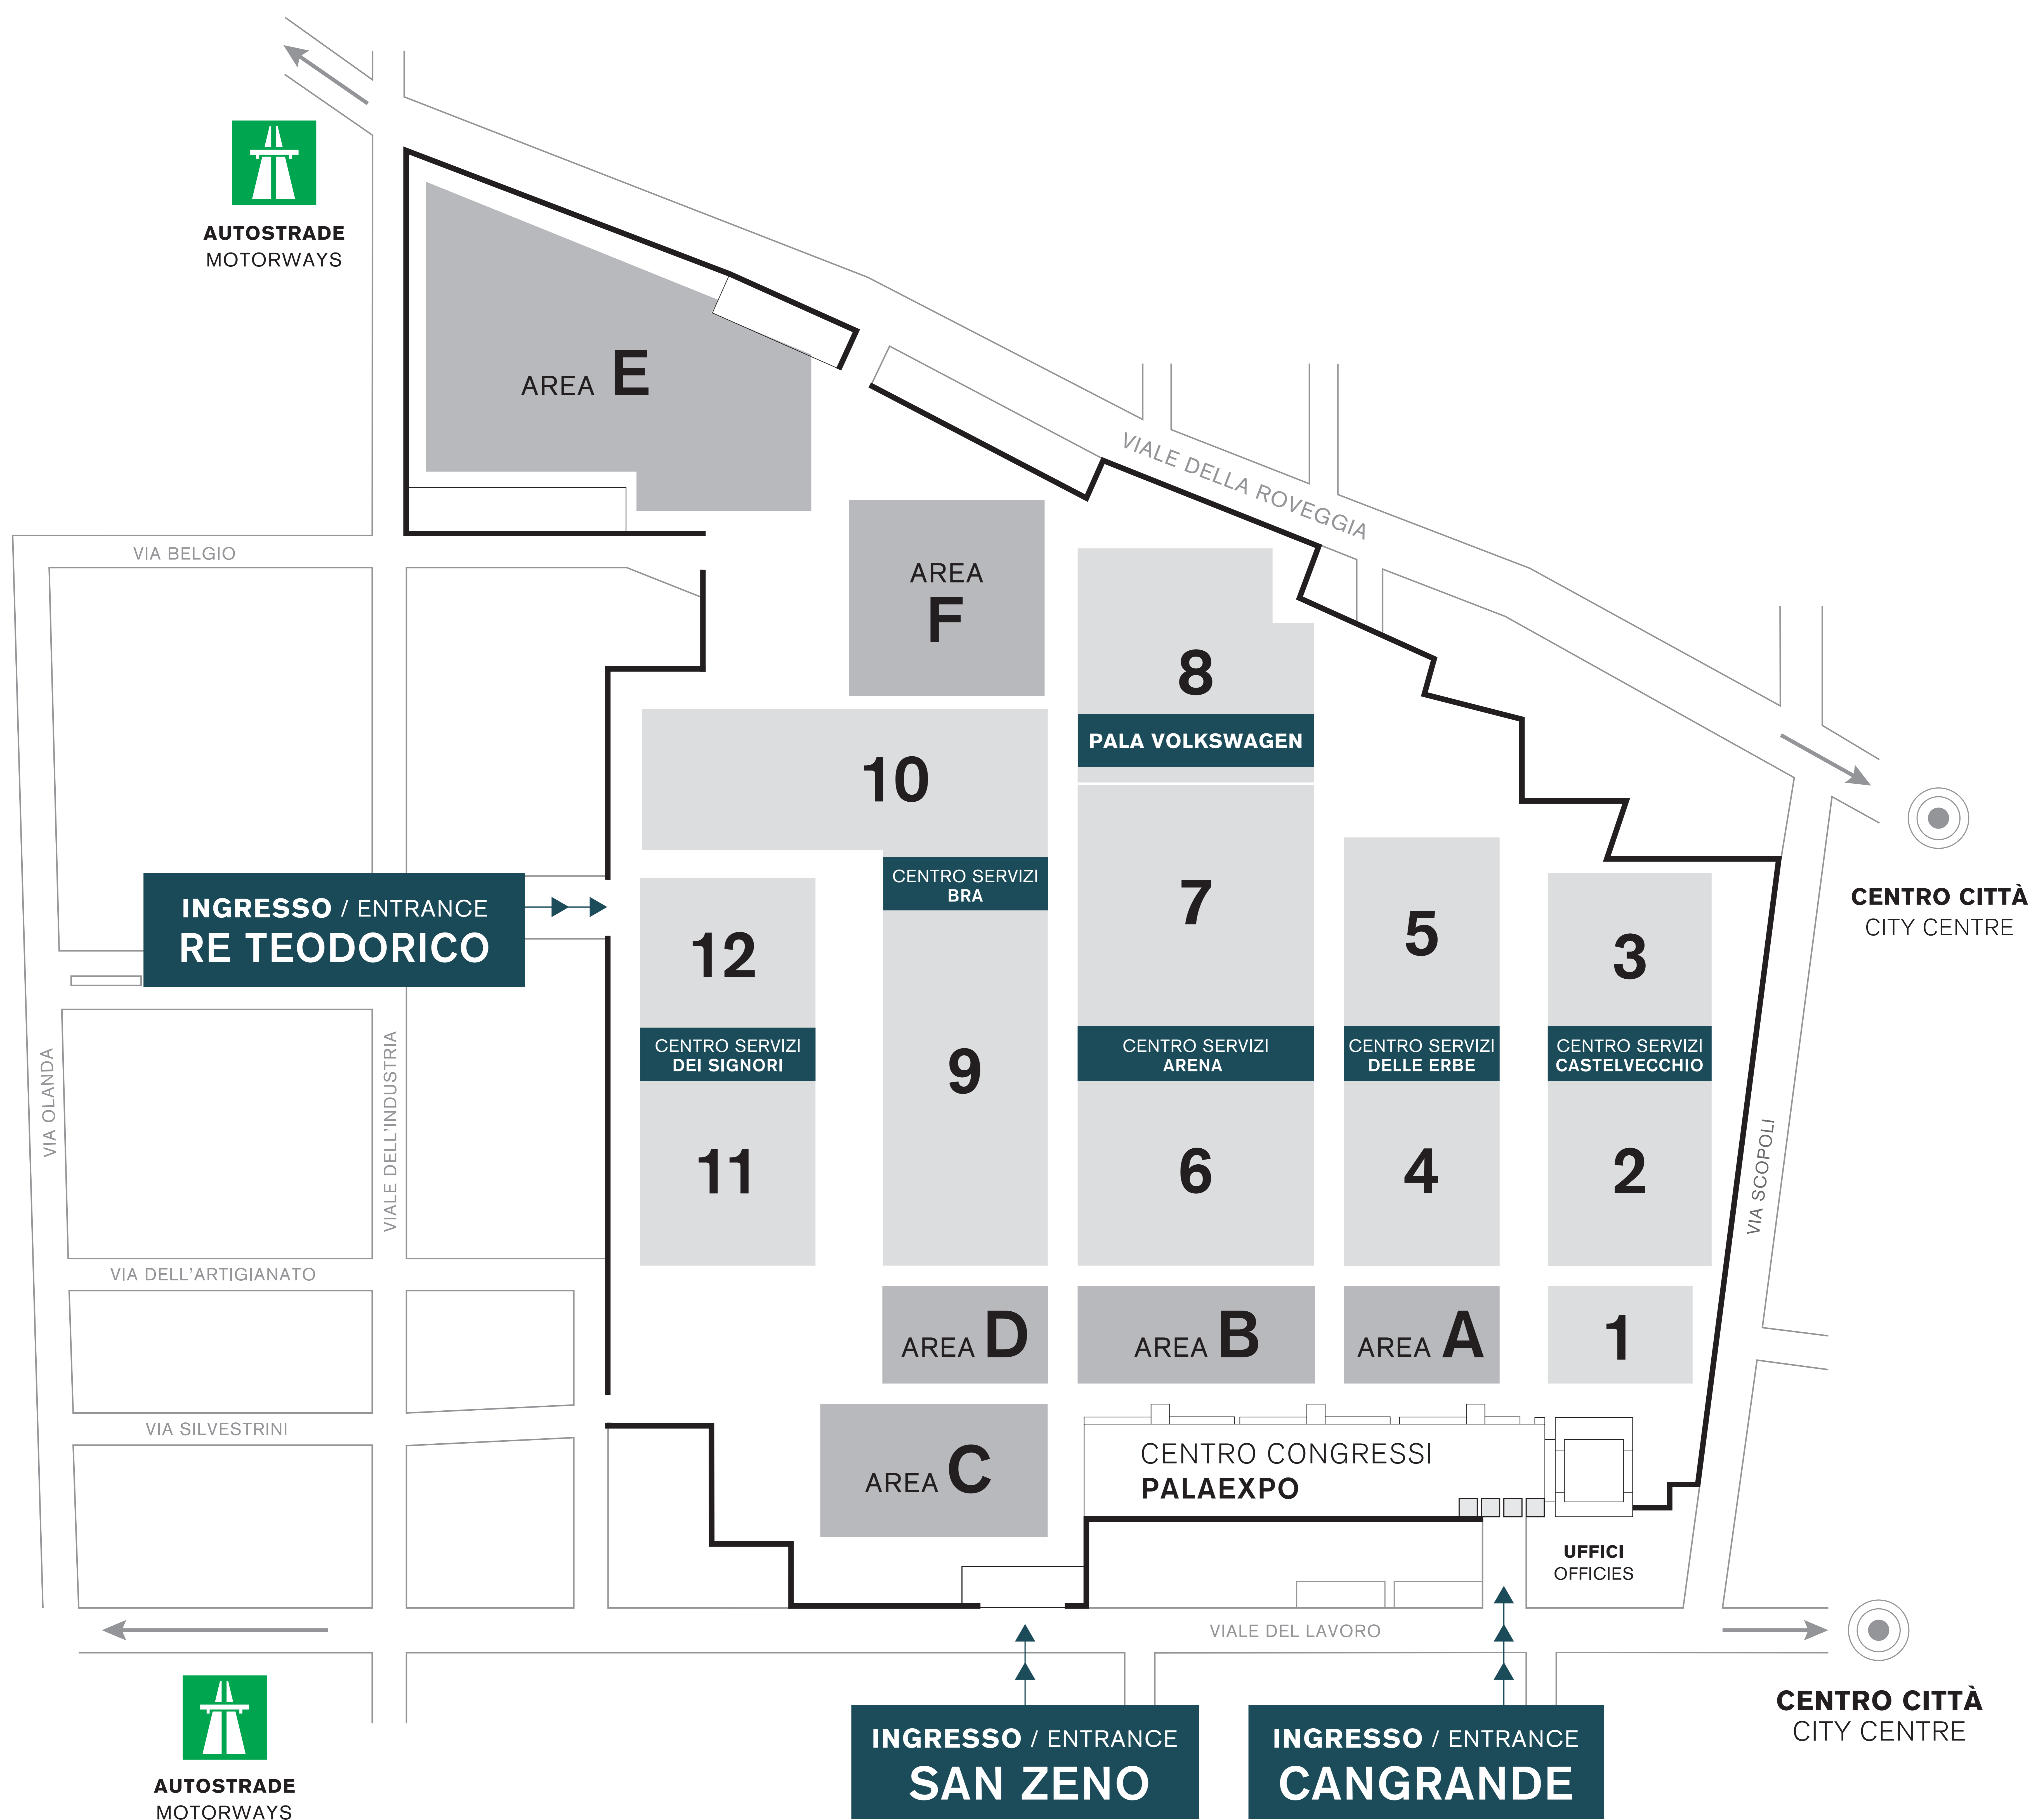 AUTOSTRADE
MOTORWAYS
AREA E
VIALE DELLA ROVEGGIA
VIA BELGIO
AREA
F
8
PALA VOLKSWAGEN
10
CENTRO CITTÀ
CITY CENTRE
INGRESSO / ENTRANCE
RE TEODORICO
CENTRO SERVIZI
BRA
7
5
3
12
CENTRO SERVIZI
DEI SIGNORI
9
CENTRO SERVIZI
ARENA
CENTRO SERVIZI
DELLE ERBE
CENTRO SERVIZI
CASTELVECCHIO
VIA OLANDA
VIALE DELL'INDUSTRIA
11
6
4
2
VIA SCOPOLI
VIA DELL'ARTIGIANATO
AREA D
AREA B
AREA A
1
VIA SILVESTRINI
AREA C
CENTRO CONGRESSI
PALAEXPO
UFFICI
OFFICIES
VIALE DEL LAVORO
AUTOSTRADE
MOTORWAYS
INGRESSO / ENTRANCE
SAN ZENO
INGRESSO / ENTRANCE
CANGRANDE
CENTRO CITTÀ
CITY CENTRE